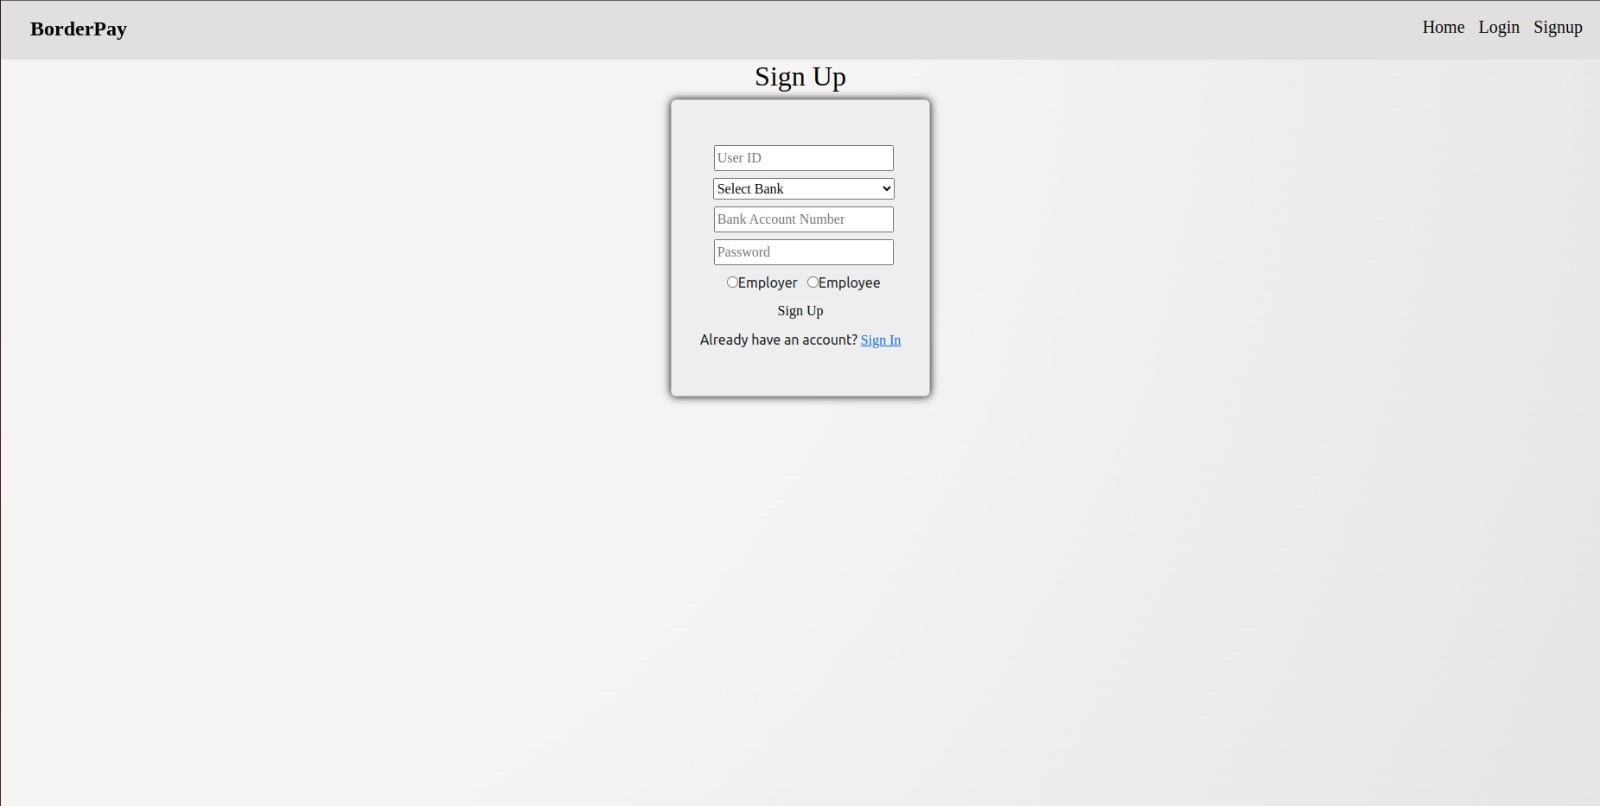 BorderPay
Home Login Signup
Sign Up
User ID
Select Bank
Bank Account Number
Password
Employer Employee
Sign Up
Already have an account? Sign In